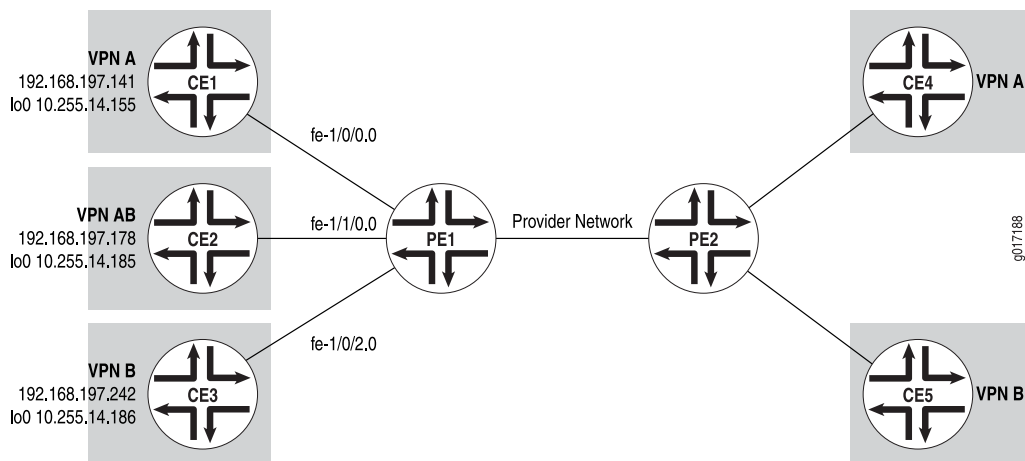 VPN A
192.168.197.141
lo0 10.255.14.155
CE1
fe-1/0/0.0
CE4
VPN A
VPN AB
192.168.197.178
lo0 10.255.14.185
CE2
fe-1/1/0.0
PE1
Provider Network
PE2
g017188
fe-1/0/2.0
VPN B
192.168.197.242
lo0 10.255.14.186
CE3
CE5
VPN B